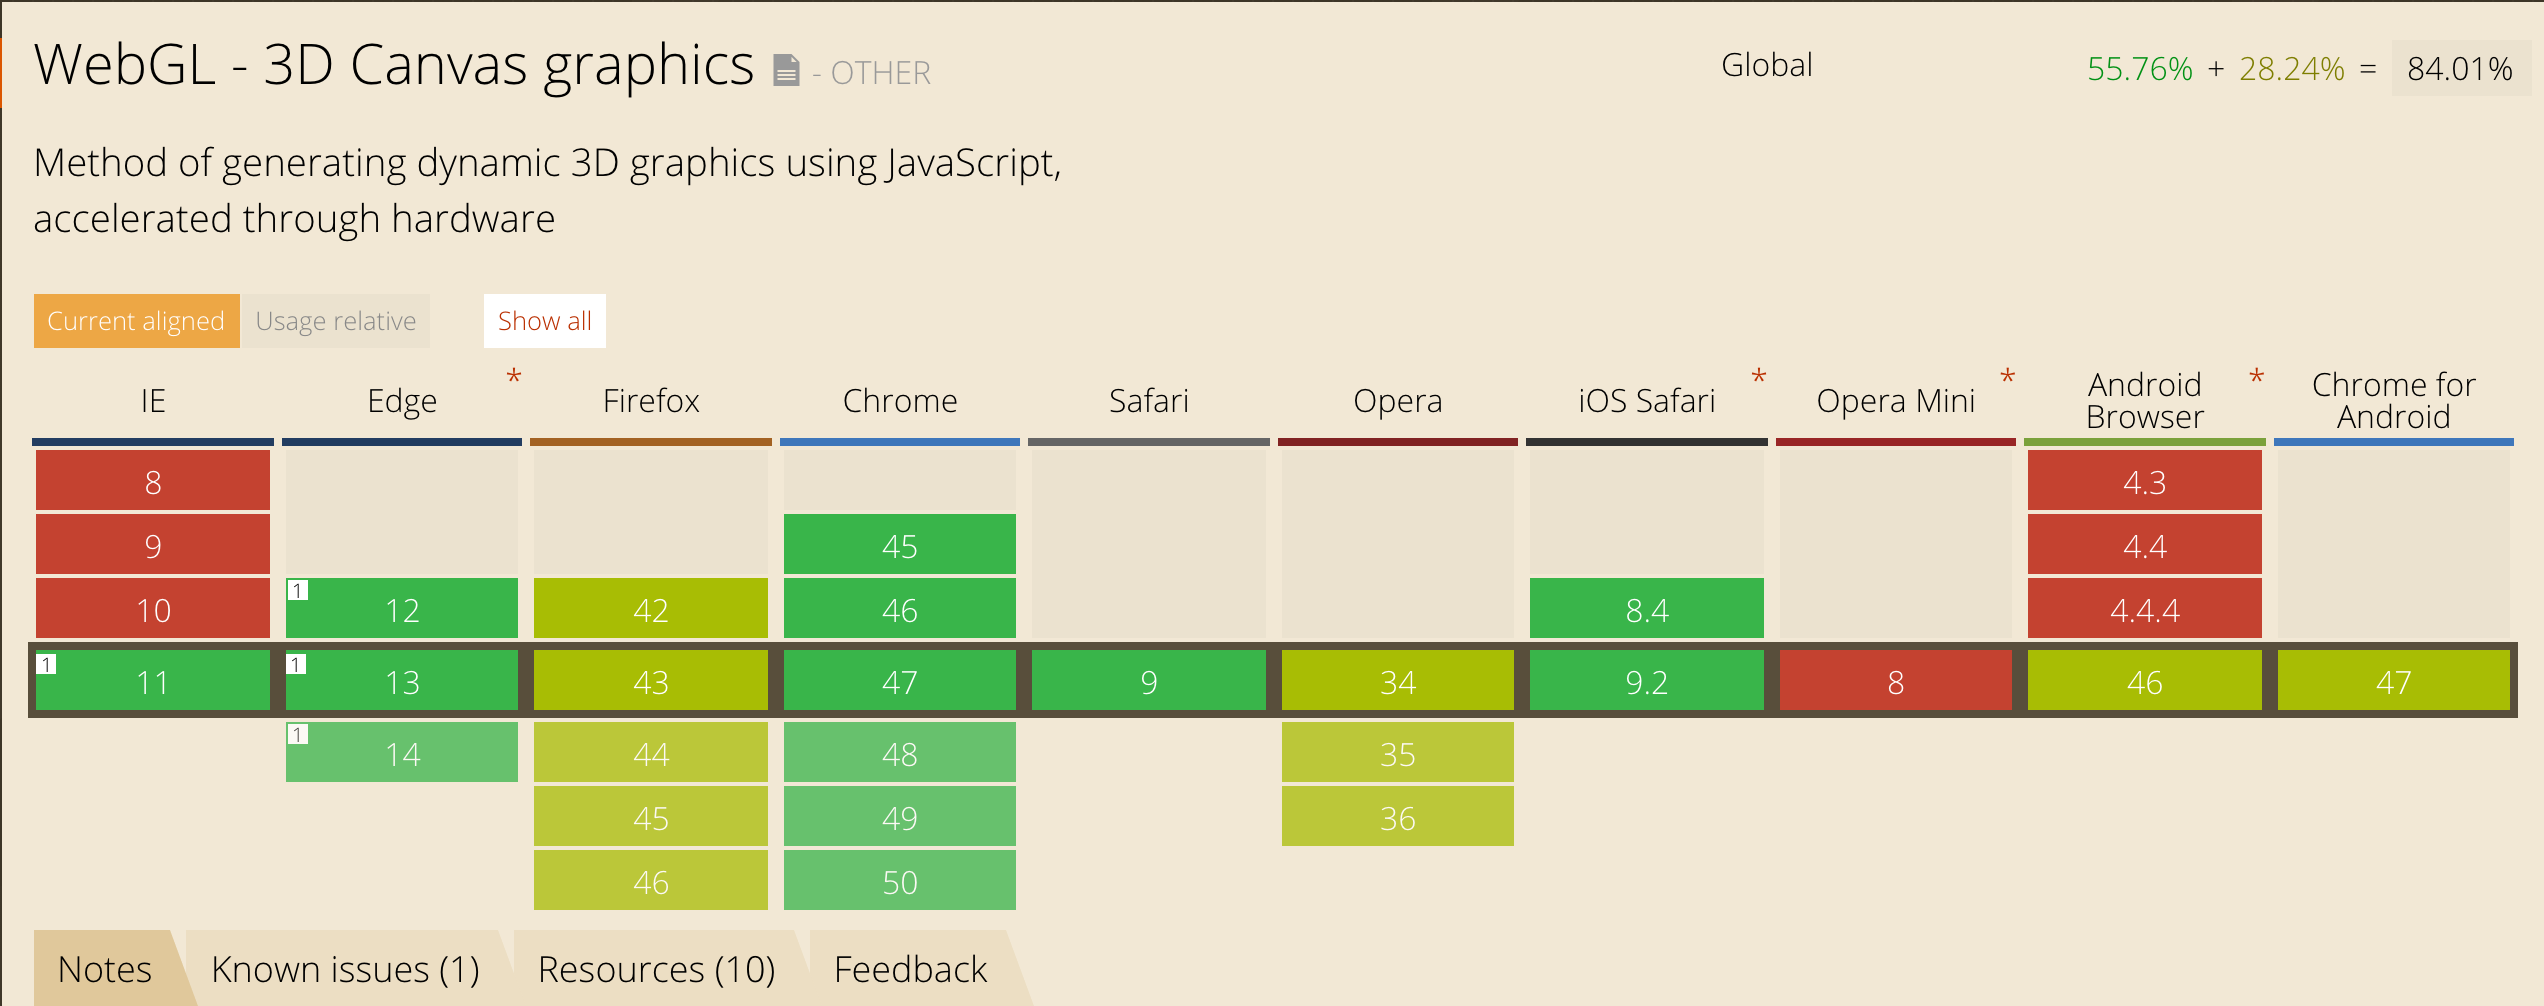 WebGL - 3D Canvas graphics - OTHER
Global
55.76% + 28.24% = 84.01%
Method of generating dynamic 3D graphics using JavaScript,
accelerated through hardware
Current aligned Usage relative Show all
IE Edge * Firefox Chrome Safari Opera iOS Safari * Opera Mini * Android Browser * Chrome for Android
8 4.3
9 45 4.4
10 1 12 42 46 8.4 4.4.4
1 11 1 13 43 47 9 34 9.2 8 46 47
1 14 44 48 35
45 49 36
46 50
Notes Known issues (1) Resources (10) Feedback